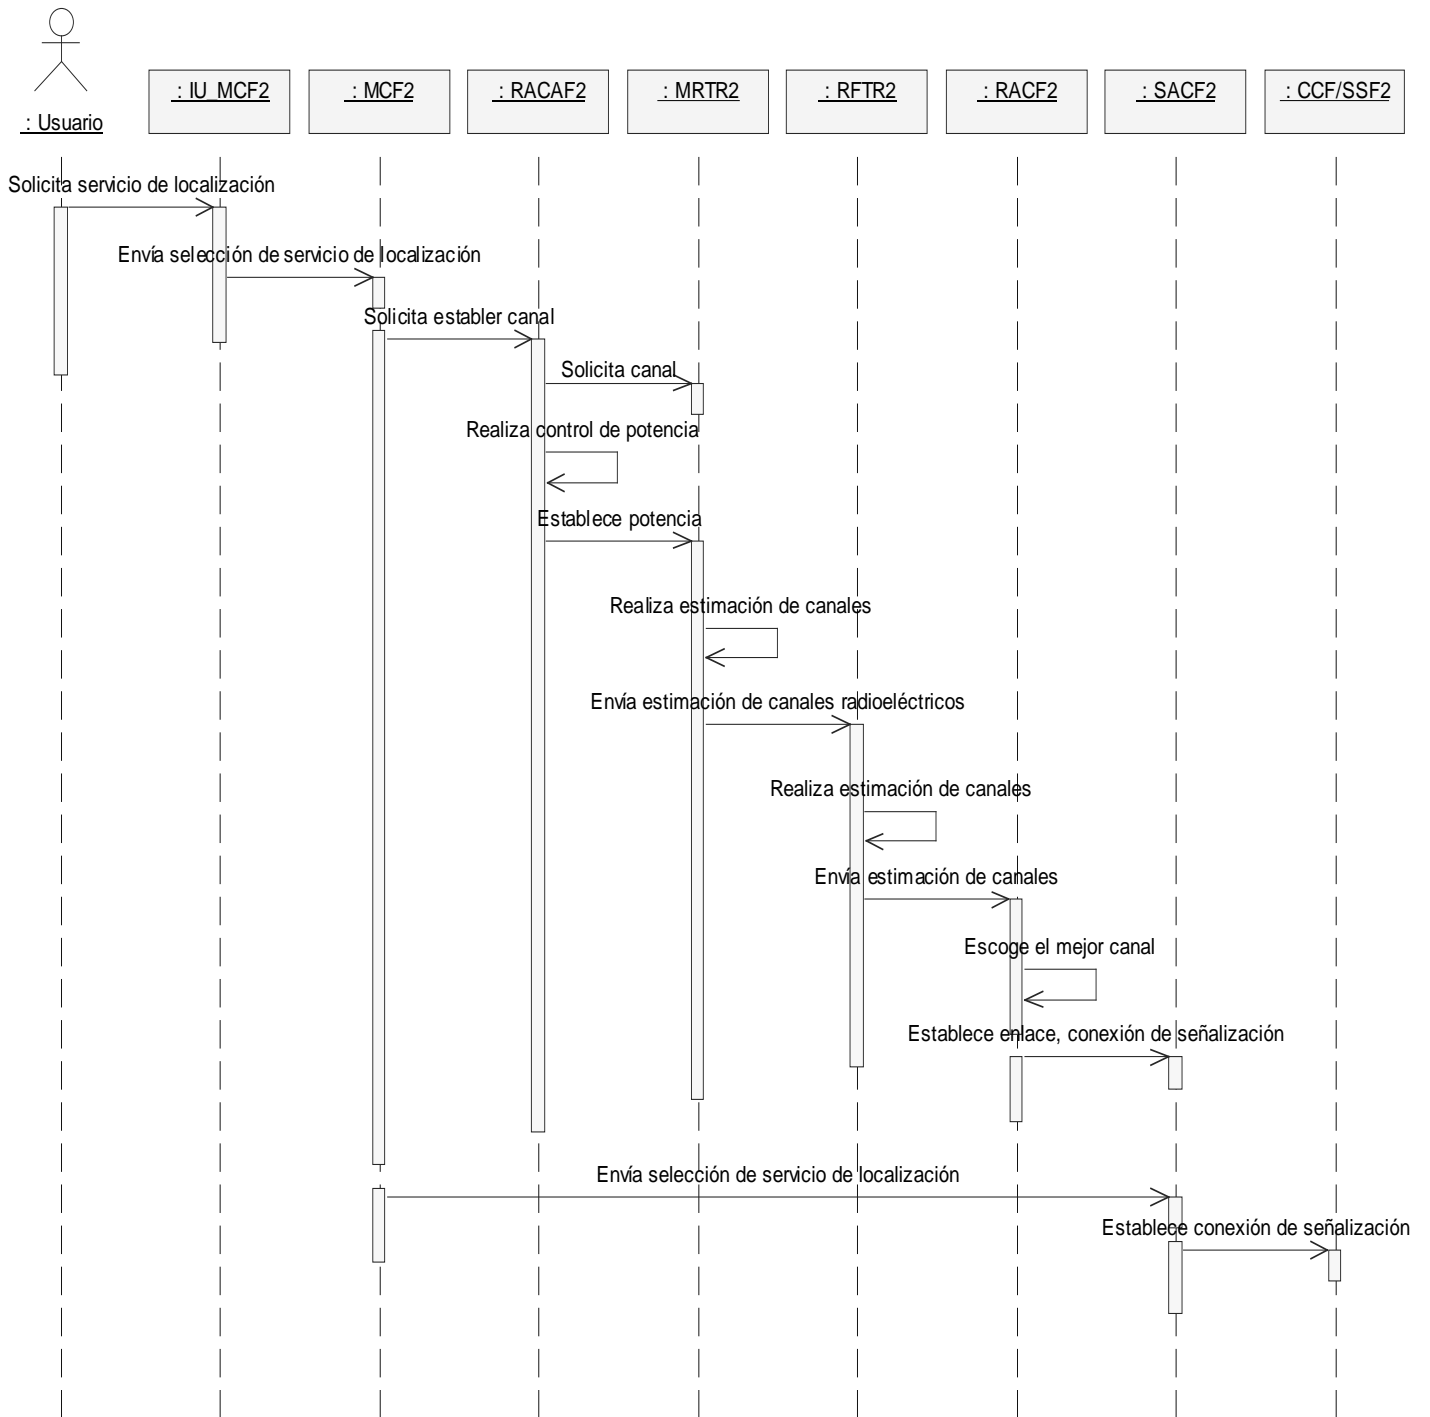 : Usuario
: IU_MCF2
: MCF2
: RACAF2
: MRTR2
: RFTR2
: RACF2
: SACF2
: CCF/SSF2
Solicita servicio de localización
Envía selección de servicio de localización
Solicita establer canal
Solicita canal
Realiza control de potencia
Establece potencia
Realiza estimación de canales
Envía estimación de canales radioeléctricos
Realiza estimación de canales
Envía estimación de canales
Escoge el mejor canal
Establece enlace, conexión de señalización
Envía selección de servicio de localización
Establece conexión de señalización